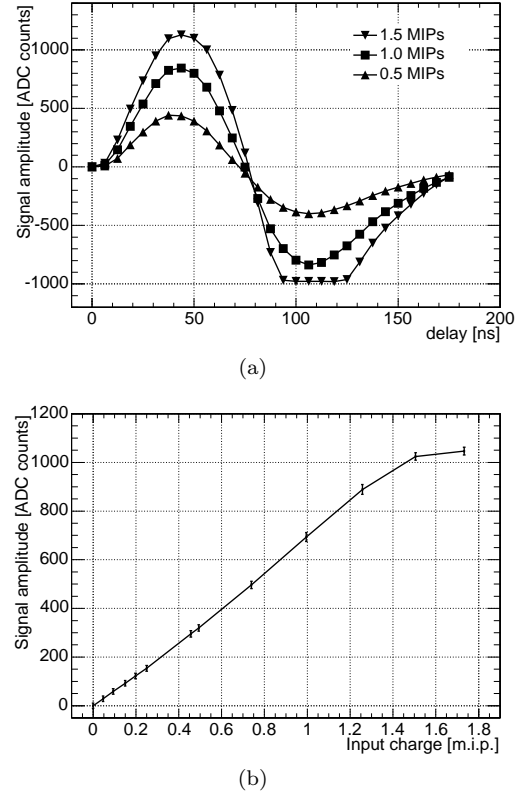 Signal amplitude [ADC counts]
1000
500
0
-500
-1000
1.5 MIPs
1.0 MIPs
0.5 MIPs
0 50 100 150 200
delay [ns]
(a)
Signal amplitude [ADC counts]
1200
1000
800
600
400
200
0
0 0.2 0.4 0.6 0.8 1 1.2 1.4 1.6 1.8
Input charge [m.i.p.]
(b)